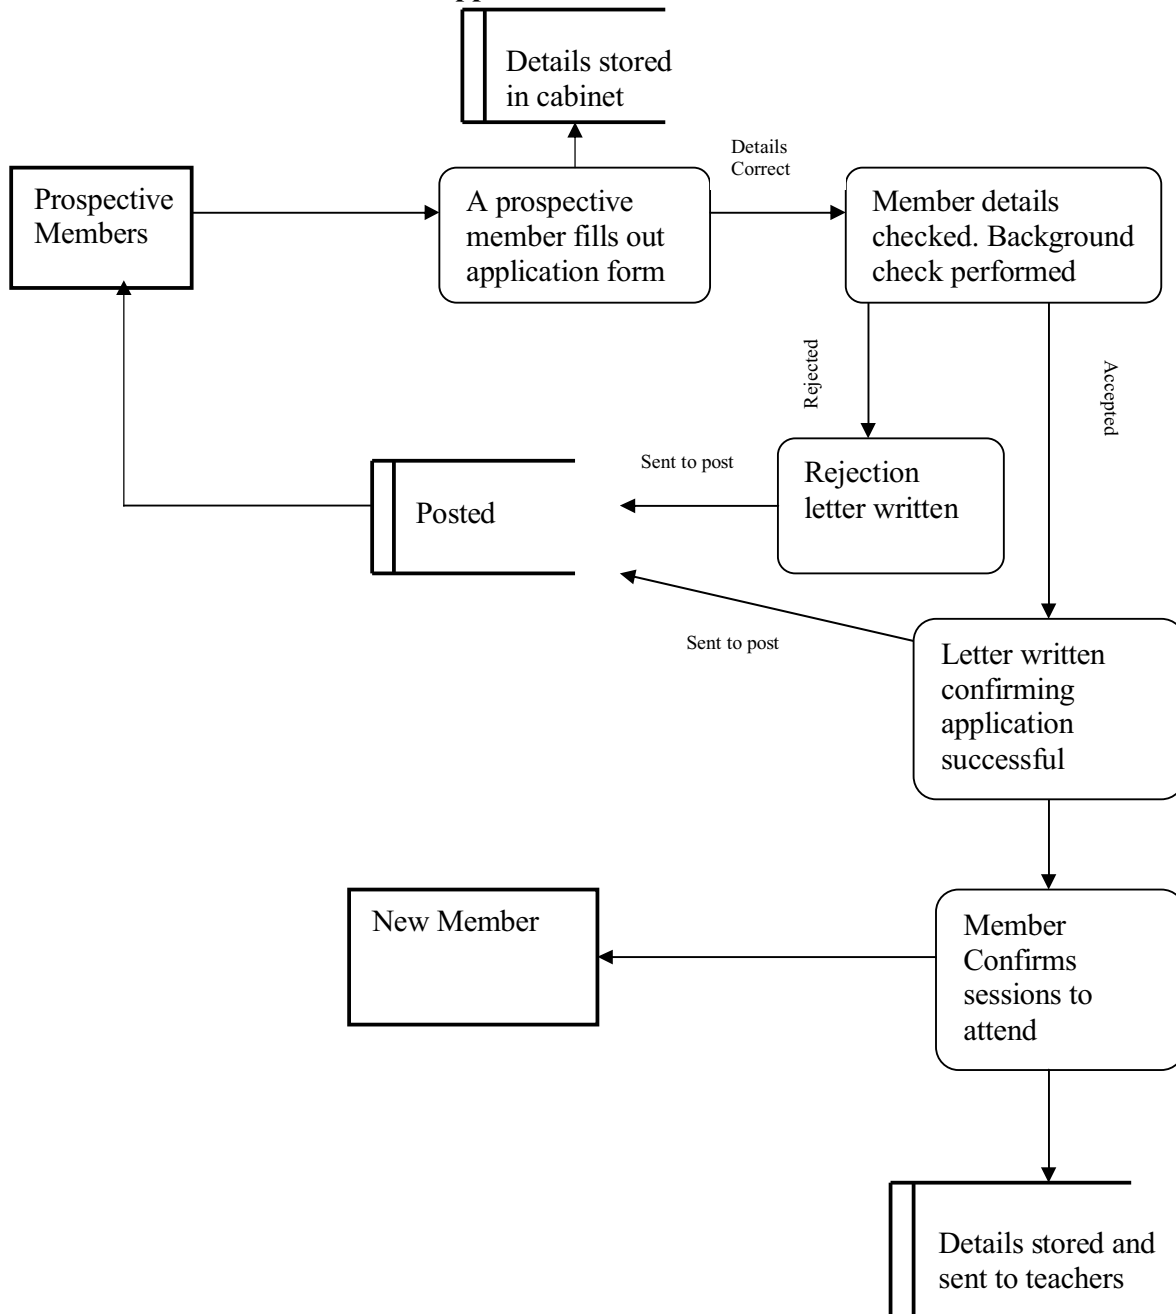 Details stored
in cabinet
Details
Correct
Prospective
Members
A prospective
member fills out
application form
Member details
checked. Background
check performed
Rejected
Accepted
Sent to post
Rejection
letter written
Posted
Sent to post
Letter written
confirming
application
successful
New Member
Member
Confirms
sessions to
attend
Details stored and
sent to teachers